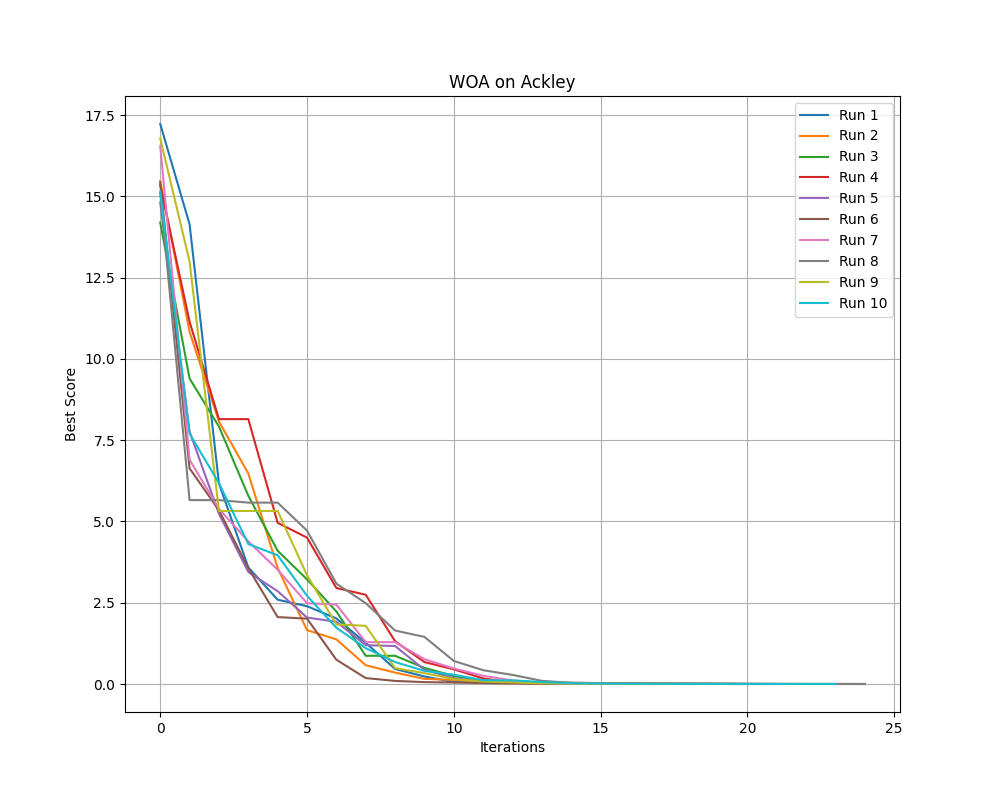 WOA on Ackley
Best Score
17.5
15.0
12.5
10.0
7.5
5.0
2.5
0.0
Run 1
Run 2
Run 3
Run 4
Run 5
Run 6
Run 7
Run 8
Run 9
Run 10
0 5 10 15 20 25
Iterations